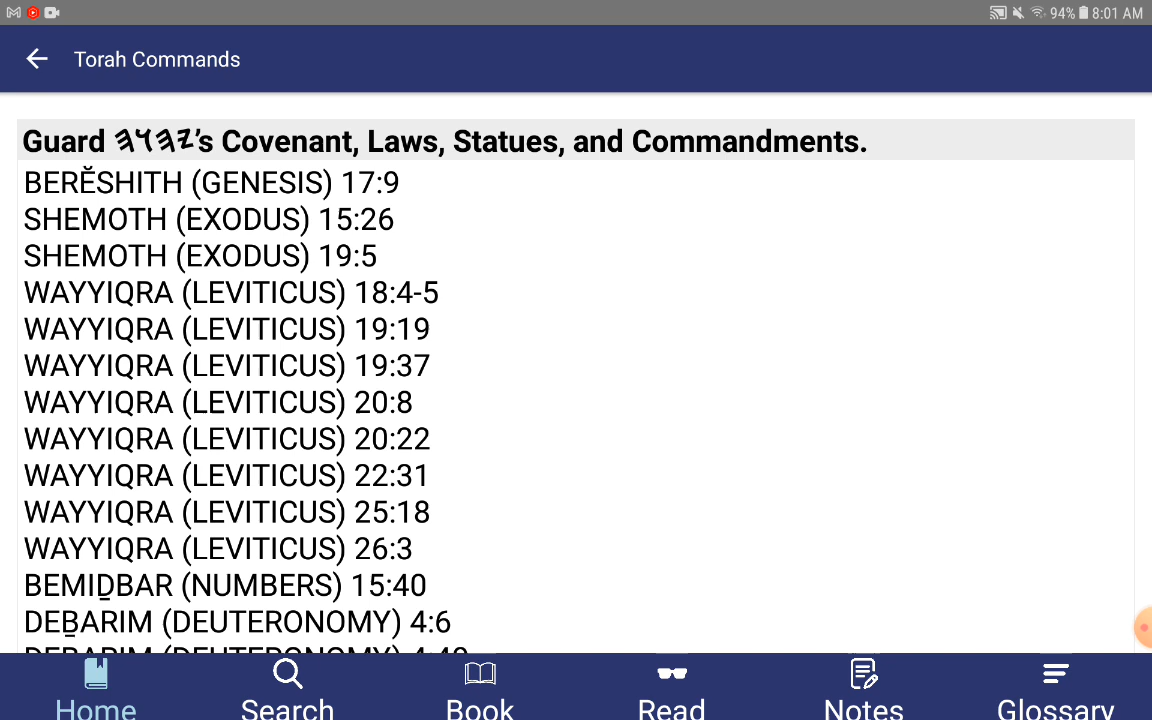 94% 8:01 AM
Torah Commands
Guard 𐤉𐤄𐤅𐤄’s Covenant, Laws, Statues, and Commandments.
BERĔSHITH (GENESIS) 17:9
SHEMOTH (EXODUS) 15:26
SHEMOTH (EXODUS) 19:5
WAYYIQRA (LEVITICUS) 18:4-5
WAYYIQRA (LEVITICUS) 19:19
WAYYIQRA (LEVITICUS) 19:37
WAYYIQRA (LEVITICUS) 20:8
WAYYIQRA (LEVITICUS) 20:22
WAYYIQRA (LEVITICUS) 22:31
WAYYIQRA (LEVITICUS) 25:18
WAYYIQRA (LEVITICUS) 26:3
BEMIḎBAR (NUMBERS) 15:40
DEḆARIM (DEUTERONOMY) 4:6
Home Search Book Read Notes Glossary